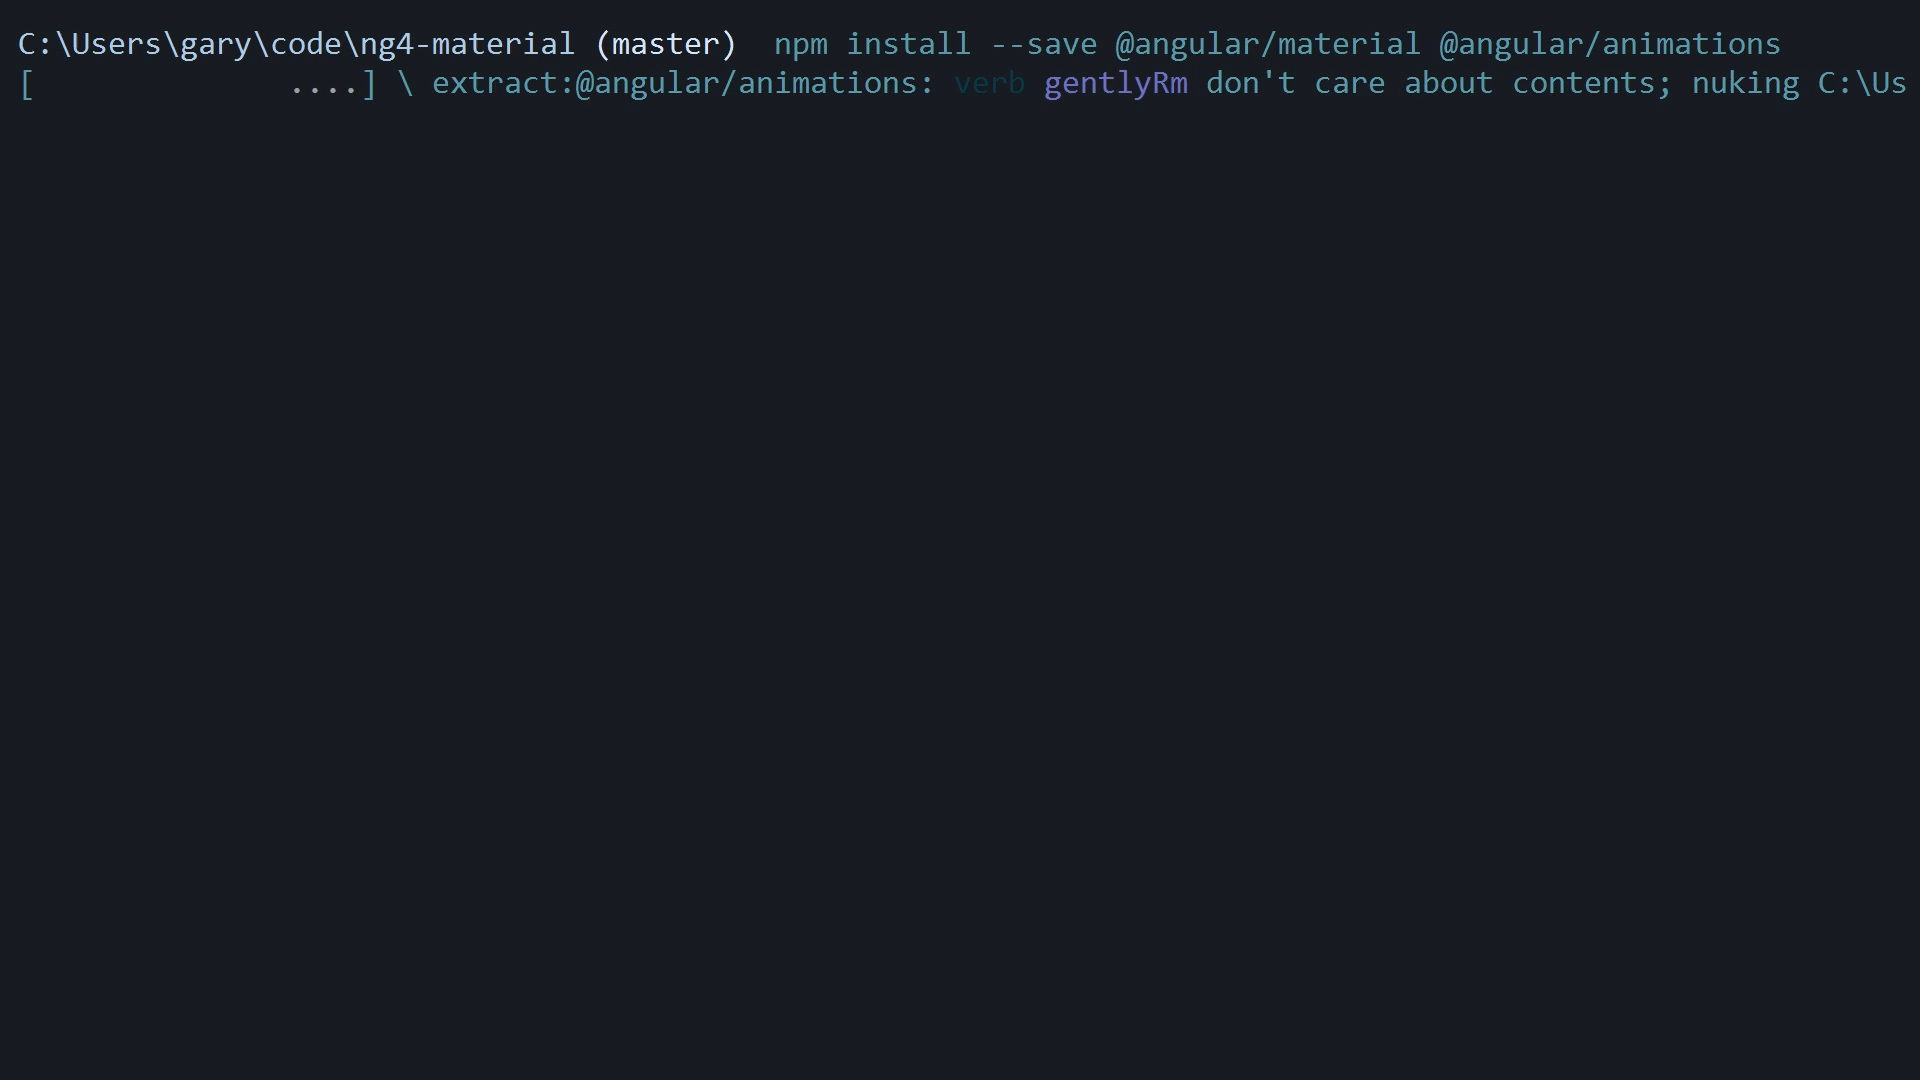 C:\Users\gary\code\ng4-material (master)  npm install --save @angular/material @angular/animations
[              ....] \ extract:@angular/animations: verb gentlyRm don't care about contents; nuking C:\Us